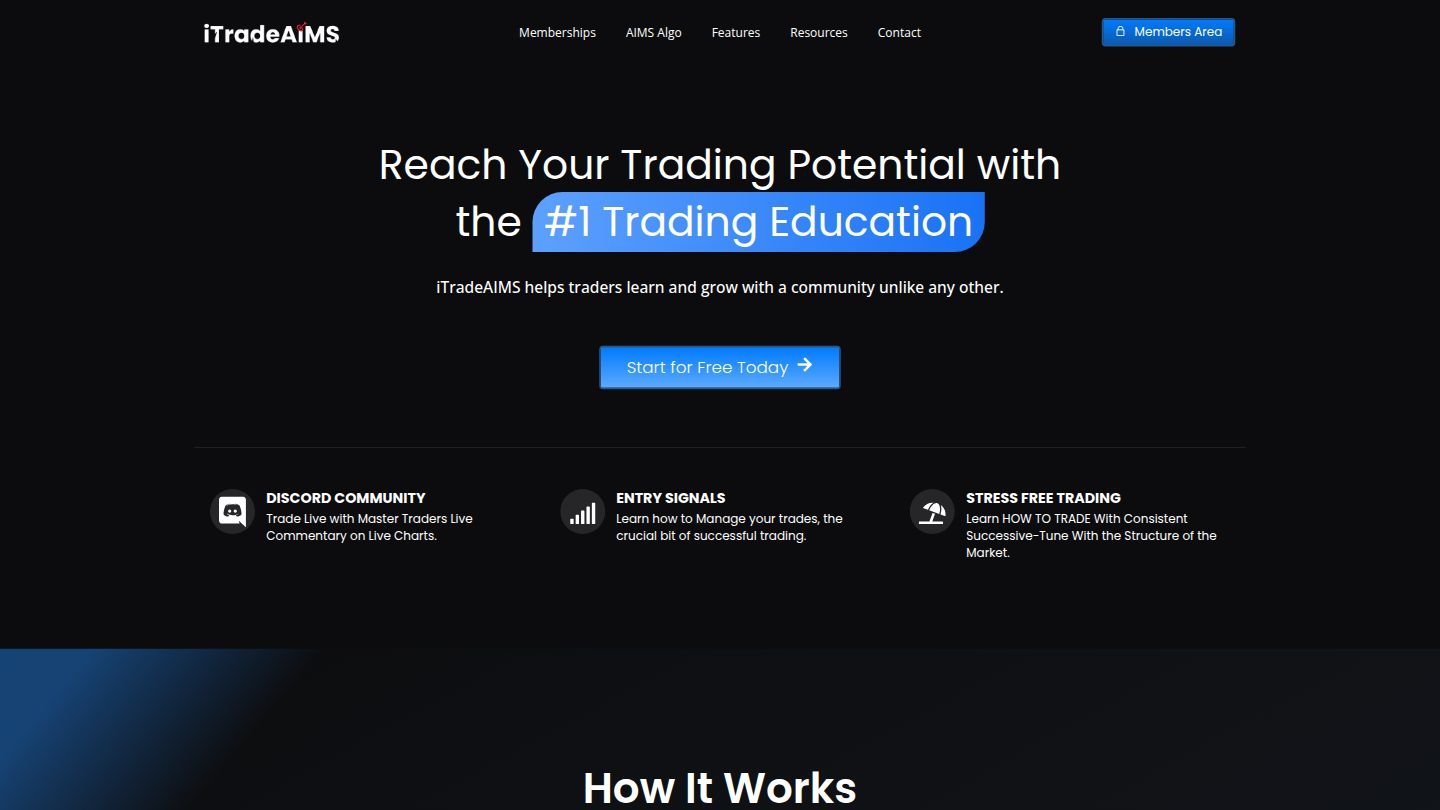 iTradeAiMS
Memberships
AIMS Algo
Features
Resources
Contact
Members Area
Reach Your Trading Potential with
the #1 Trading Education
iTradeAIMS helps traders learn and grow with a community unlike any other.
Start for Free Today
DISCORD COMMUNITY
Trade Live with Master Traders Live
Commentary on Live Charts.
ENTRY SIGNALS
Learn how to Manage your trades, the
crucial bit of successful trading.
STRESS FREE TRADING
Learn HOW TO TRADE With Consistent
Successive-Tune With the Structure of the
Market.
How It Works